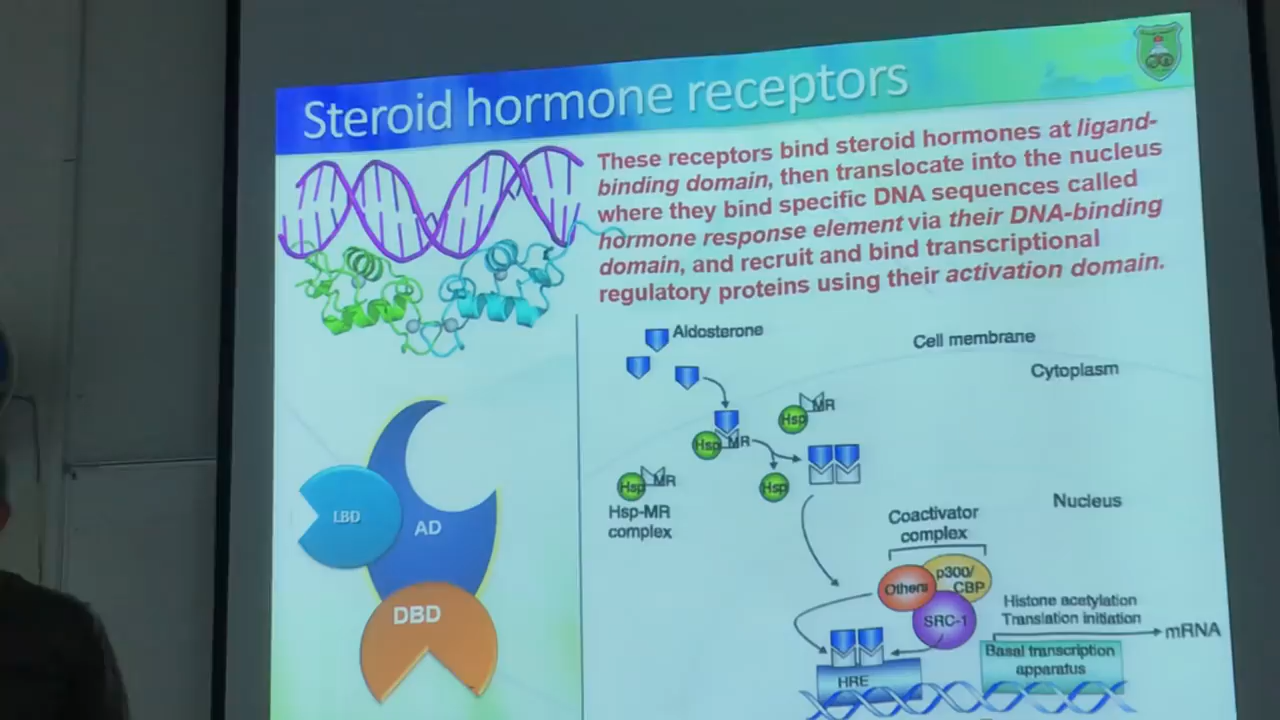 Steroid hormone receptors
These receptors bind steroid hormones at ligand-
binding domain, then translocate into the nucleus
where they bind specific DNA sequences called
hormone response element via their DNA-binding
domain, and recruit and bind transcriptional
regulatory proteins using their activation domain.
LBD
AD
DBD
Aldosterone
Cell membrane
Cytoplasm
Hsp
MR
Hsp
MR
Hsp
Hsp
MR
Hsp-MR
complex
Nucleus
Coactivator
complex
Others
p300/
CBP
SRC-1
Histone acetylation
Translation initiation
mRNA
Basal transcription
apparatus
HRE